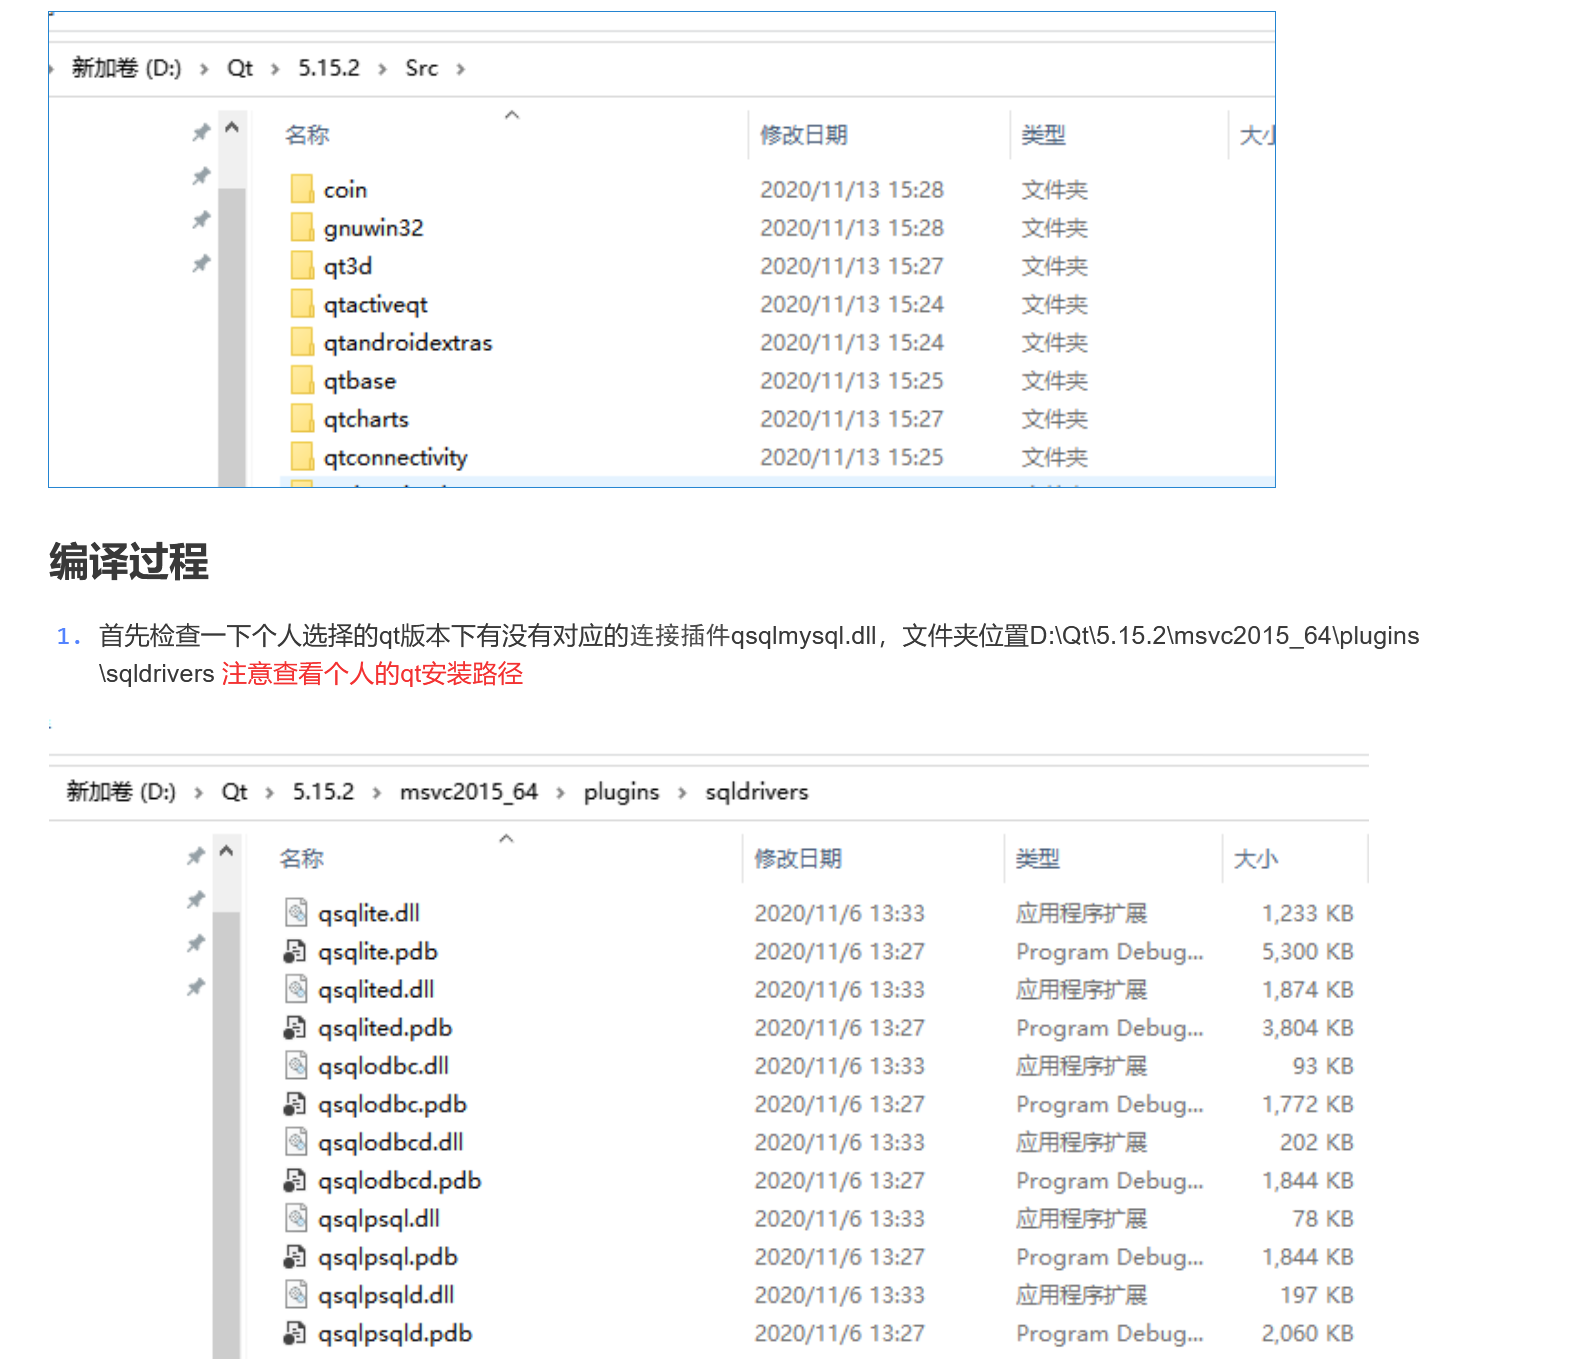 新加卷 (D:) › Qt › 5.15.2 › Src ›
名称 修改日期 类型 大小
coin 2020/11/13 15:28 文件夹
gnuwin32 2020/11/13 15:28 文件夹
qt3d 2020/11/13 15:27 文件夹
qtactiveqt 2020/11/13 15:24 文件夹
qtandroidextras 2020/11/13 15:24 文件夹
qtbase 2020/11/13 15:25 文件夹
qtcharts 2020/11/13 15:27 文件夹
qtconnectivity 2020/11/13 15:25 文件夹
编译过程
1. 首先检查一下个人选择的qt版本下有没有对应的连接插件qsqlmysql.dll，文件夹位置D:\Qt\5.15.2\msvc2015_64\plugins
\sqldrivers 注意查看个人的qt安装路径
新加卷 (D:) › Qt › 5.15.2 › msvc2015_64 › plugins › sqldrivers
名称 修改日期 类型 大小
qsqlite.dll 2020/11/6 13:33 应用程序扩展 1,233 KB
qsqlite.pdb 2020/11/6 13:27 Program Debug... 5,300 KB
qsqlited.dll 2020/11/6 13:33 应用程序扩展 1,874 KB
qsqlited.pdb 2020/11/6 13:27 Program Debug... 3,804 KB
qsqlodbc.dll 2020/11/6 13:33 应用程序扩展 93 KB
qsqlodbc.pdb 2020/11/6 13:27 Program Debug... 1,772 KB
qsqlodbcd.dll 2020/11/6 13:33 应用程序扩展 202 KB
qsqlodbcd.pdb 2020/11/6 13:27 Program Debug... 1,844 KB
qsqlpsql.dll 2020/11/6 13:33 应用程序扩展 78 KB
qsqlpsql.pdb 2020/11/6 13:27 Program Debug... 1,844 KB
qsqlpsqld.dll 2020/11/6 13:33 应用程序扩展 197 KB
qsqlpsqld.pdb 2020/11/6 13:27 Program Debug... 2,060 KB